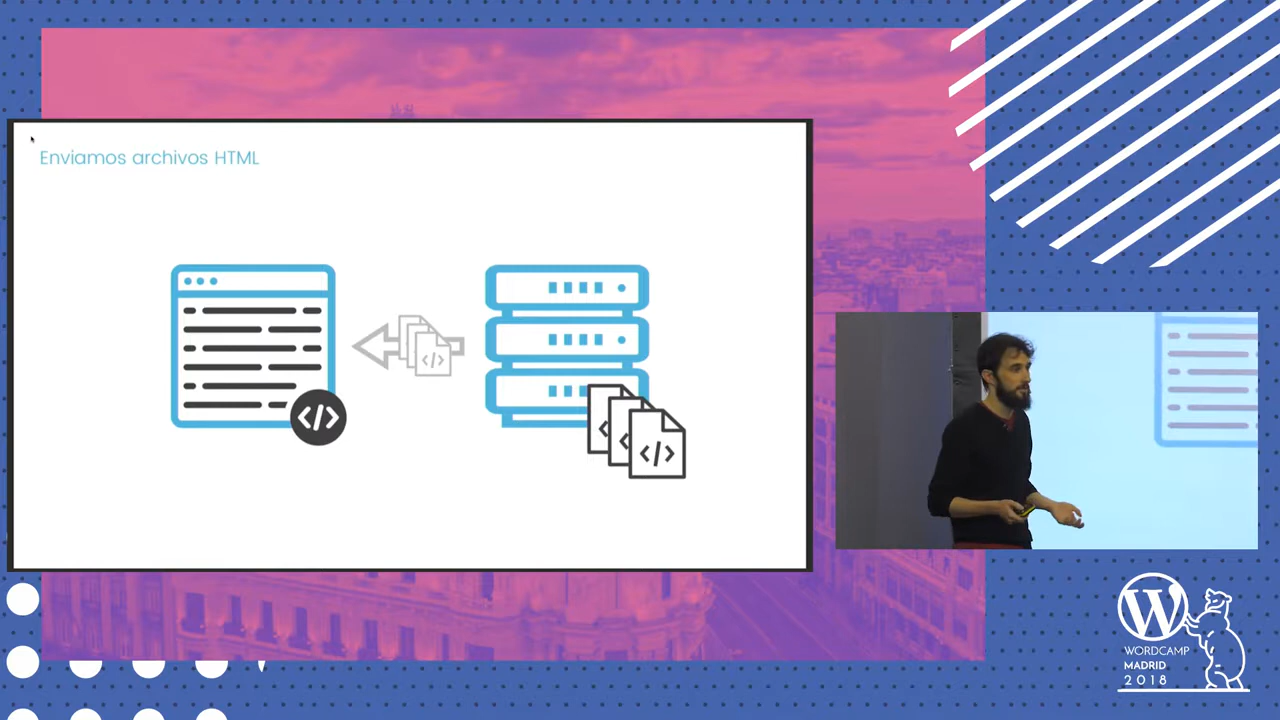 Enviamos archivos HTML
</>
</>
</>
W
WORDCAMP
MADRID
2018